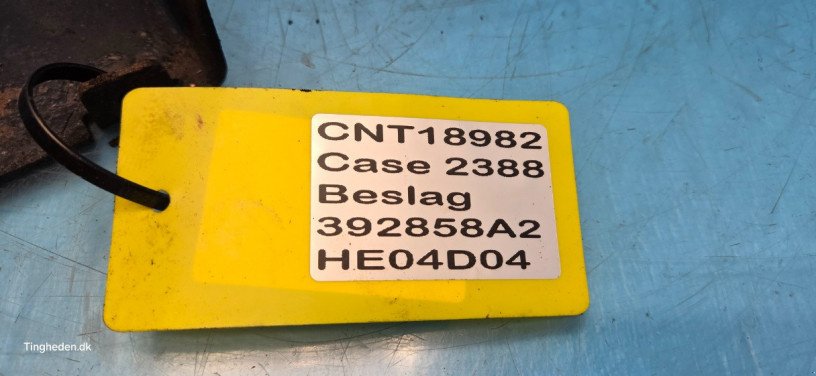 CNT18982
Case 2388
Beslag
392858A2
HE04D04
Tingheden.dk